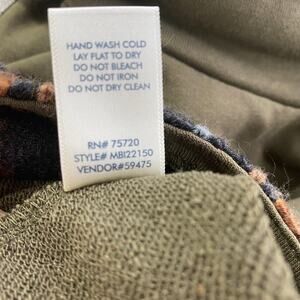 HAND WASH COLD
LAY FLAT TO DRY
DO NOT BLEACH
DO NOT IRON
DO NOT DRY CLEAN
RN# 75720
STYLE# MBI22150
VENDOR#59475